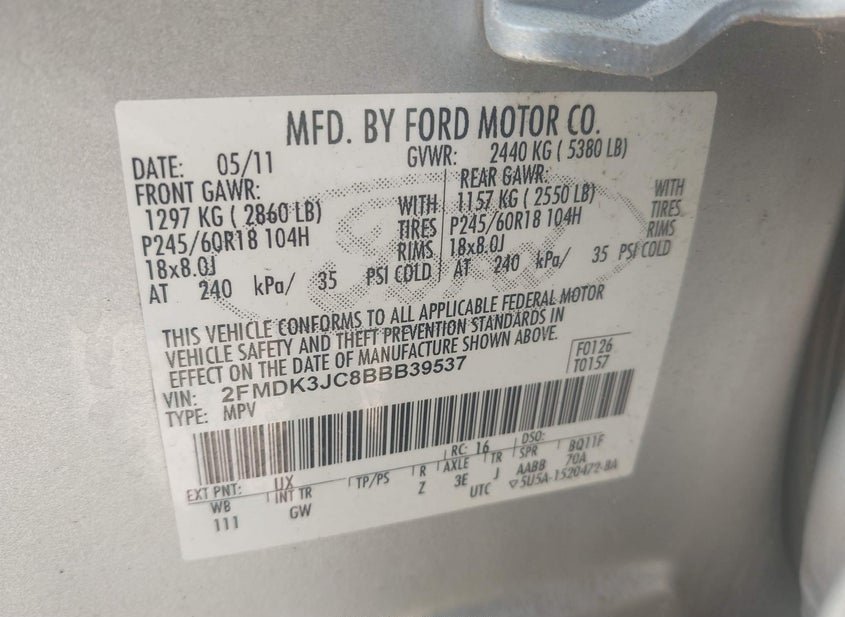 MFD. BY FORD MOTOR CO.
DATE: 05/11 GVWR: 2440 KG ( 5380 LB)
FRONT GAWR: REAR GAWR:
1297 KG ( 2860 LB) WITH 1157 KG ( 2550 LB) WITH
P245/60R18 104H TIRES P245/60R18 104H TIRES
18x8.0J RIMS 18x8.0J RIMS
AT 240 kPa/ 35 PSI COLD AT 240 kPa/ 35 PSI COLD
THIS VEHICLE CONFORMS TO ALL APPLICABLE FEDERAL MOTOR
VEHICLE SAFETY AND THEFT PREVENTION STANDARDS IN
EFFECT ON THE DATE OF MANUFACTURE SHOWN ABOVE.
VIN: 2FMDK3JC8BBB39537 F0126
TYPE: MPV T0157
RC: 16 DSO:
EXT PNT: UX TP/PS R AXLE TR SPR BQ11F
WB INT TR Z 3E J AABB 70A
111 GW UTC ▽5U5A-1520472-BA